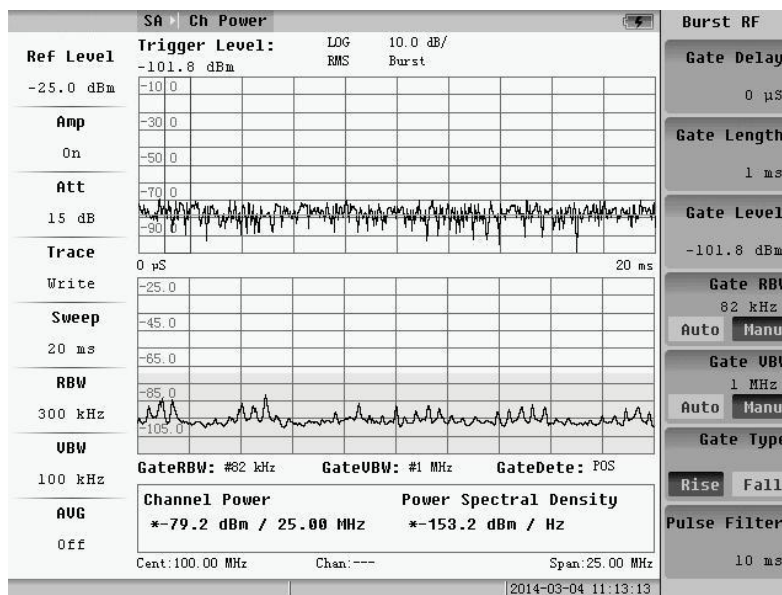 SA Ch Power
Burst RF
Ref Level
-25.0 dBm
Amp
On
Att
15 dB
Trace
Write
Sweep
20 ms
RBW
300 kHz
VBW
100 kHz
AVG
Off
Trigger Level:
-101.8 dBm
LOG 10.0 dB/
RMS Burst
-10.0
-30.0
-50.0
-70.0
-90.0
0 µS 20 ms
-25.0
-45.0
-65.0
-85.0
-105.0
GateRBW: #82 kHz GateVBW: #1 MHz GateDete: POS
Channel Power Power Spectral Density
*-79.2 dBm / 25.00 MHz *-153.2 dBm / Hz
Cent:100.00 MHz Chan:--- Span:25.00 MHz
2014-03-04 11:13:13
Gate Delay
0 µS
Gate Length
1 ms
Gate Level
-101.8 dBm
Gate RBW
82 kHz
Auto Manu
Gate VBW
1 MHz
Auto Manu
Gate Type
Rise Fall
Pulse Filter
10 ms